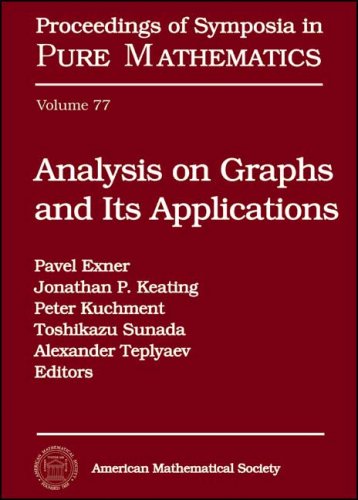 Proceedings of Symposia in
PURE MATHEMATICS
Volume 77
Analysis on Graphs
and Its Applications
Pavel Exner
Jonathan P. Keating
Peter Kuchment
Toshikazu Sunada
Alexander Teplyaev
Editors
American Mathematical Society